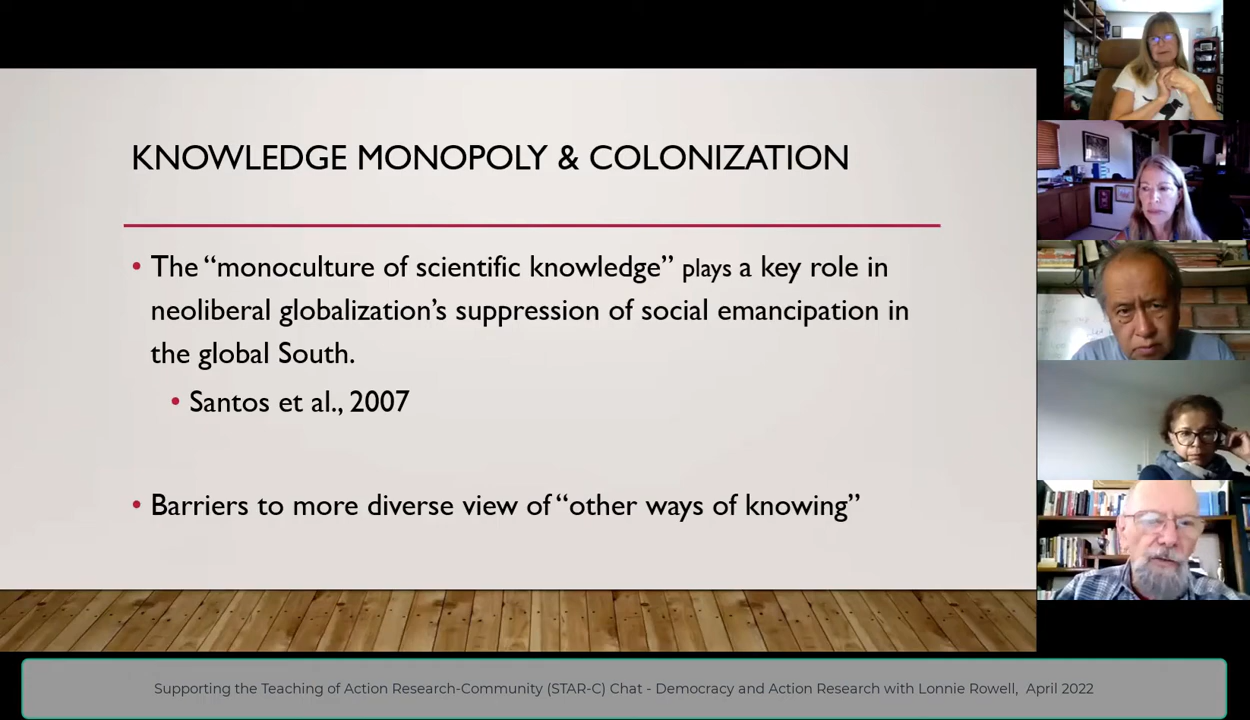 KNOWLEDGE MONOPOLY & COLONIZATION
• The “monoculture of scientific knowledge” plays a key role in
neoliberal globalization’s suppression of social emancipation in
the global South.
• Santos et al., 2007
• Barriers to more diverse view of “other ways of knowing”
Supporting the Teaching of Action Research-Community (STAR-C) Chat - Democracy and Action Research with Lonnie Rowell, April 2022